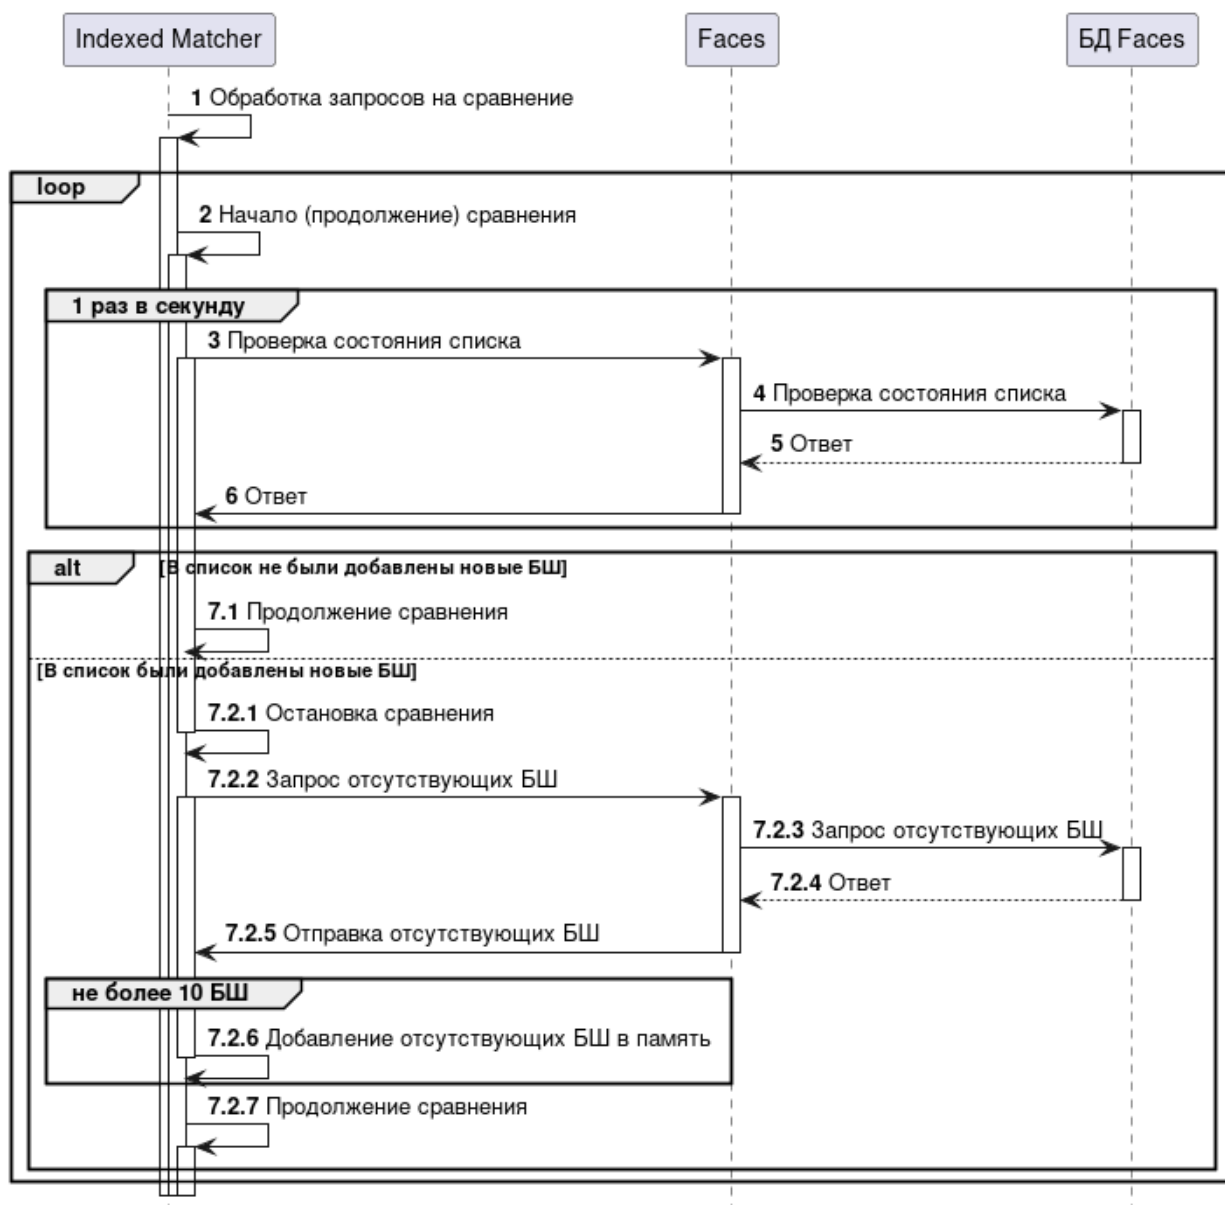 Indexed Matcher
Faces
БД Faces
1 Обработка запросов на сравнение
loop
2 Начало (продолжение) сравнения
1 раз в секунду
3 Проверка состояния списка
4 Проверка состояния списка
5 Ответ
6 Ответ
alt
[В список не были добавлены новые БШ]
7.1 Продолжение сравнения
[В список были добавлены новые БШ]
7.2.1 Остановка сравнения
7.2.2 Запрос отсутствующих БШ
7.2.3 Запрос отсутствующих БШ
7.2.4 Ответ
7.2.5 Отправка отсутствующих БШ
не более 10 БШ
7.2.6 Добавление отсутствующих БШ в память
7.2.7 Продолжение сравнения